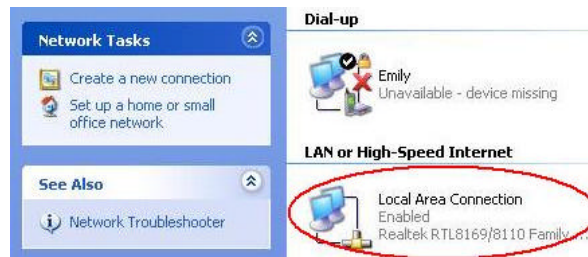 Network Tasks
Create a new connection
Set up a home or small
office network
See Also
Network Troubleshooter
Dial-up
Emily
Unavailable - device missing
LAN or High-Speed Internet
Local Area Connection
Enabled
Realtek RTL8169/8110 Family ...